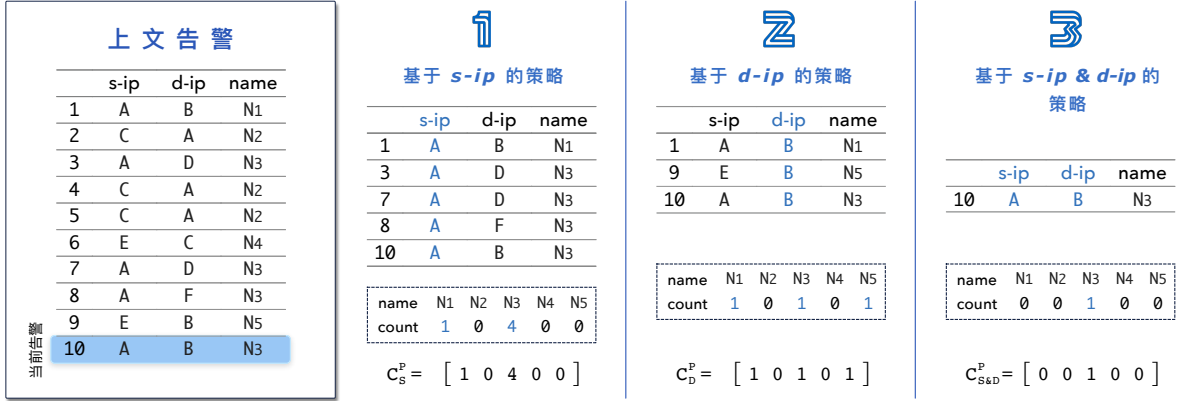 上文告警
s-ip d-ip name
1 A B N1
2 C A N2
3 A D N3
4 C A N2
5 C A N2
6 E C N4
7 A D N3
8 A F N3
9 E B N5
10 A B N3
当前告警
1
基于 s-ip 的策略
s-ip d-ip name
1 A B N1
3 A D N3
7 A D N3
8 A F N3
10 A B N3
name N1 N2 N3 N4 N5
count 1 0 4 0 0
C_S^P = [ 1 0 4 0 0 ]
2
基于 d-ip 的策略
s-ip d-ip name
1 A B N1
9 E B N5
10 A B N3
name N1 N2 N3 N4 N5
count 1 0 1 0 1
C_D^P = [ 1 0 1 0 1 ]
3
基于 s-ip & d-ip 的
策略
s-ip d-ip name
10 A B N3
name N1 N2 N3 N4 N5
count 0 0 1 0 0
C_S&D^P = [ 0 0 1 0 0 ]